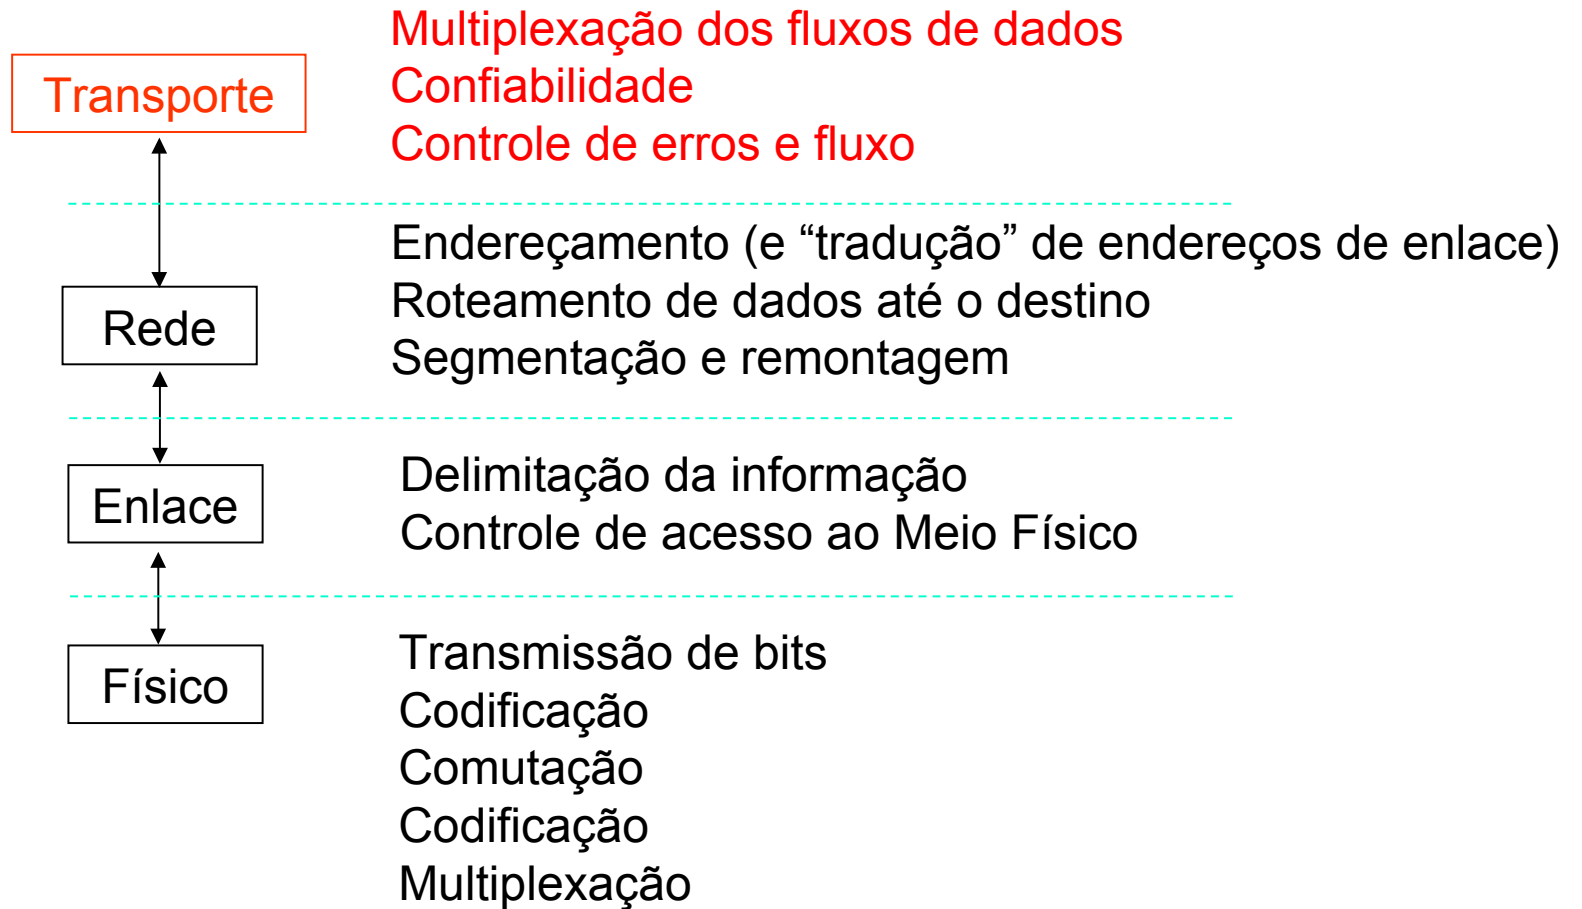 Multiplexação dos fluxos de dados
Transporte
Confiabilidade
Controle de erros e fluxo
Endereçamento (e “tradução” de endereços de enlace)
Rede
Roteamento de dados até o destino
Segmentação e remontagem
Enlace
Delimitação da informação
Controle de acesso ao Meio Físico
Físico
Transmissão de bits
Codificação
Comutação
Codificação
Multiplexação